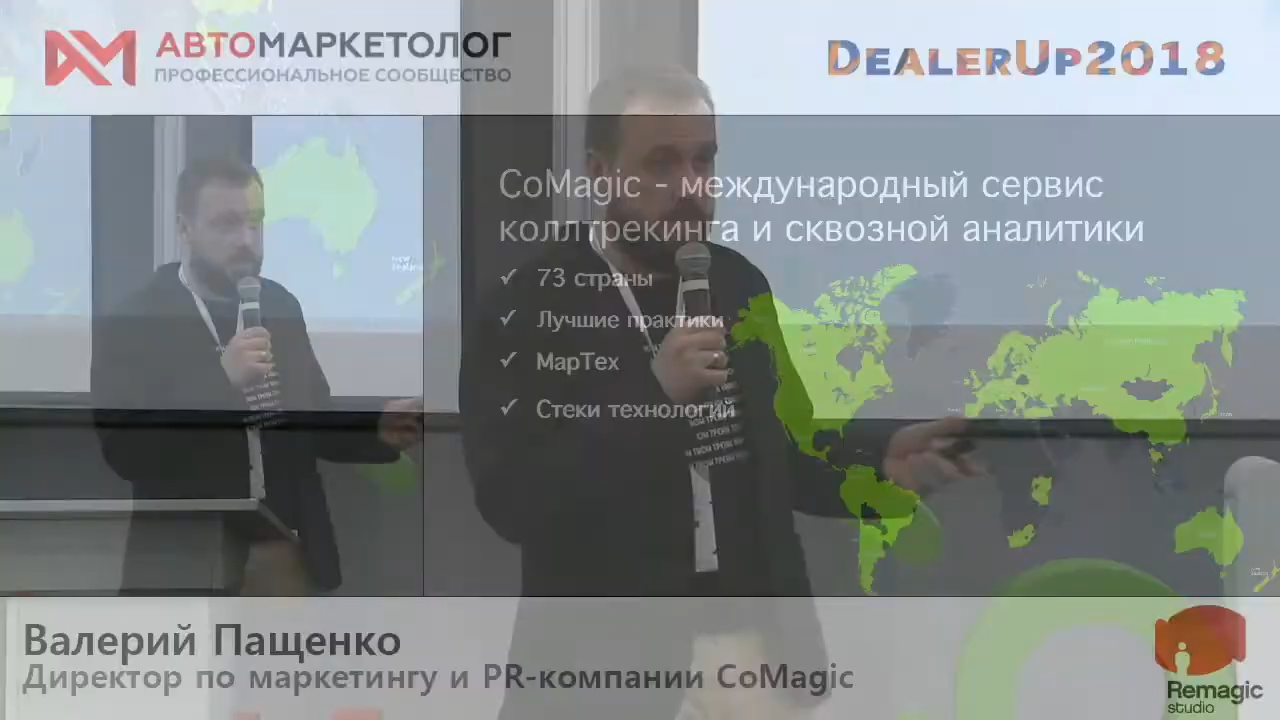 АВТОМАРКЕТОЛОГ
ПРОФЕССИОНАЛЬНОЕ СООБЩЕСТВО
DEALERUP2018
CoMagic - международный сервис
коллтрекинга и сквозной аналитики
✓ 73 страны
✓ Лучшие практики
✓ МарТех
✓ Стеки технологий
Валерий Пащенко
Директор по маркетингу и PR-компании CoMagic
Remagic
studio